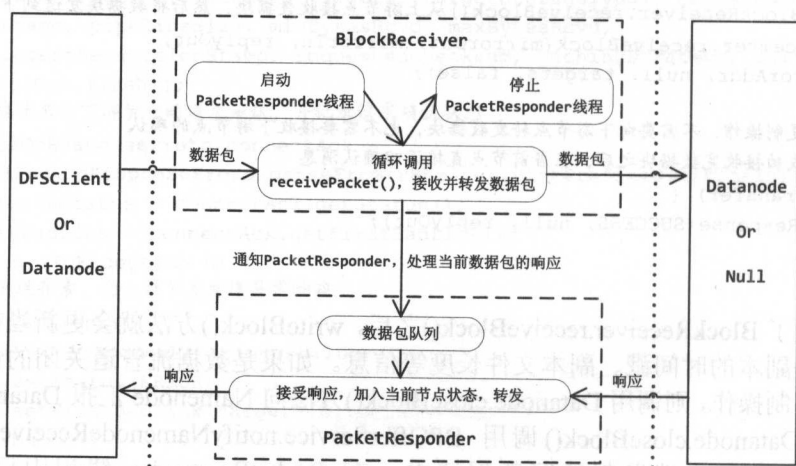 BlockReceiver
启动
PacketResponder线程
停止
PacketResponder线程
数据包
循环调用
receivePacket(), 接收并转发数据包
数据包
DFSClient
Or
Datanode
Datanode
Or
Null
通知PacketResponder, 处理当前数据包的响应
数据包队列
响应
接受响应, 加入当前节点状态, 转发
响应
PacketResponder